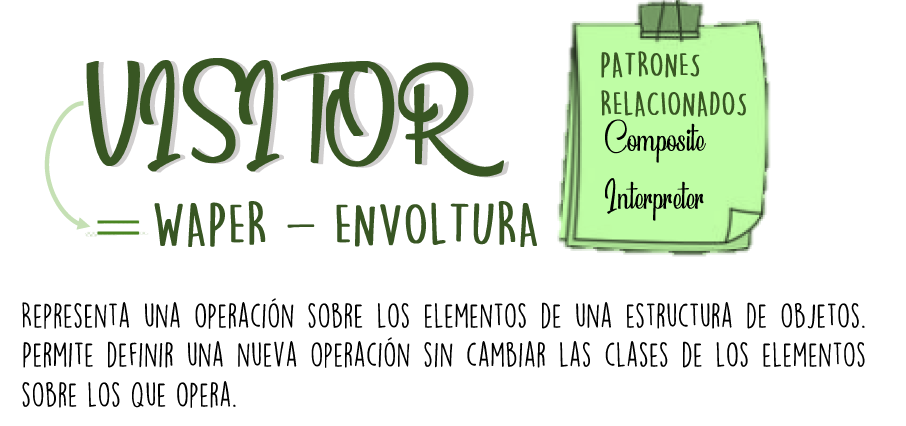 VISITOR
= WAPER – ENVOLTURA
PATRONES
RELACIONADOS
Composite
Interpreter
REPRESENTA UNA OPERACIÓN SOBRE LOS ELEMENTOS DE UNA ESTRUCTURA DE OBJETOS.
PERMITE DEFINIR UNA NUEVA OPERACIÓN SIN CAMBIAR LAS CLASES DE LOS ELEMENTOS
SOBRE LOS QUE OPERA.